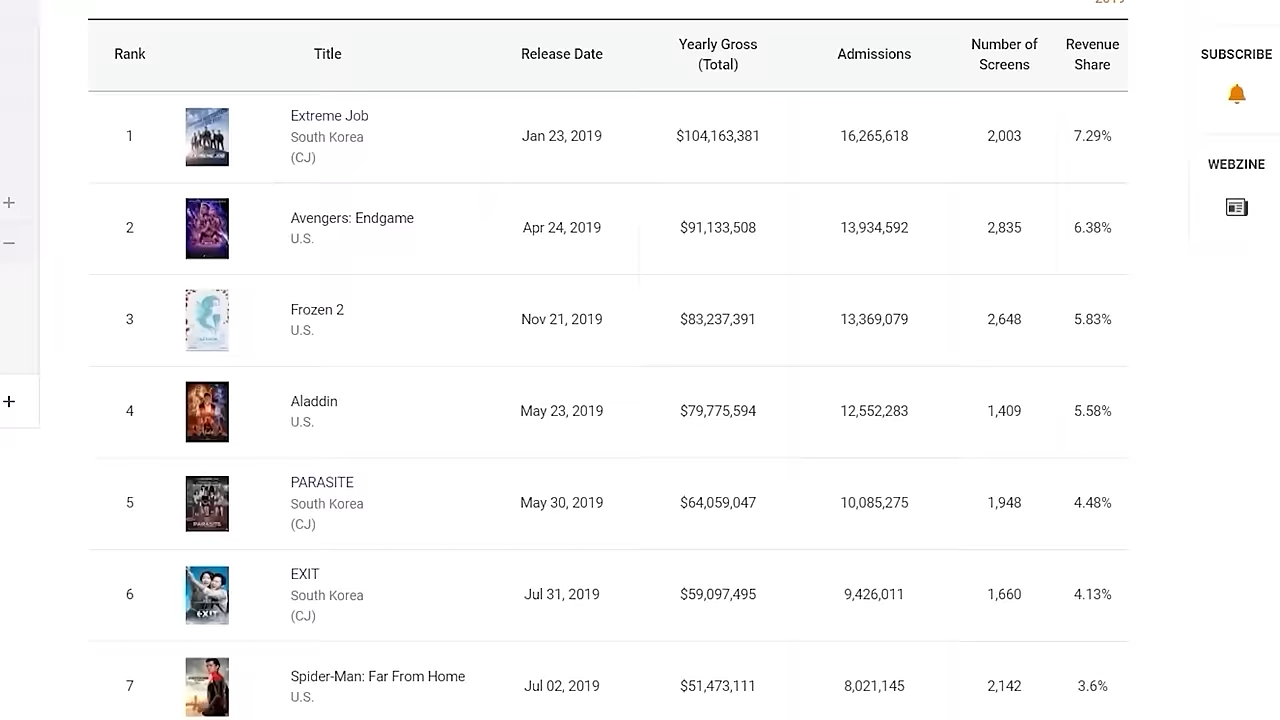 2019
Rank Title Release Date Yearly Gross (Total) Admissions Number of Screens Revenue Share
SUBSCRIBE
WEBZINE
1 Extreme Job South Korea (CJ) Jan 23, 2019 $104,163,381 16,265,618 2,003 7.29%
2 Avengers: Endgame U.S. Apr 24, 2019 $91,133,508 13,934,592 2,835 6.38%
3 Frozen 2 U.S. Nov 21, 2019 $83,237,391 13,369,079 2,648 5.83%
4 Aladdin U.S. May 23, 2019 $79,775,594 12,552,283 1,409 5.58%
5 PARASITE South Korea (CJ) May 30, 2019 $64,059,047 10,085,275 1,948 4.48%
6 EXIT South Korea (CJ) Jul 31, 2019 $59,097,495 9,426,011 1,660 4.13%
7 Spider-Man: Far From Home U.S. Jul 02, 2019 $51,473,111 8,021,145 2,142 3.6%